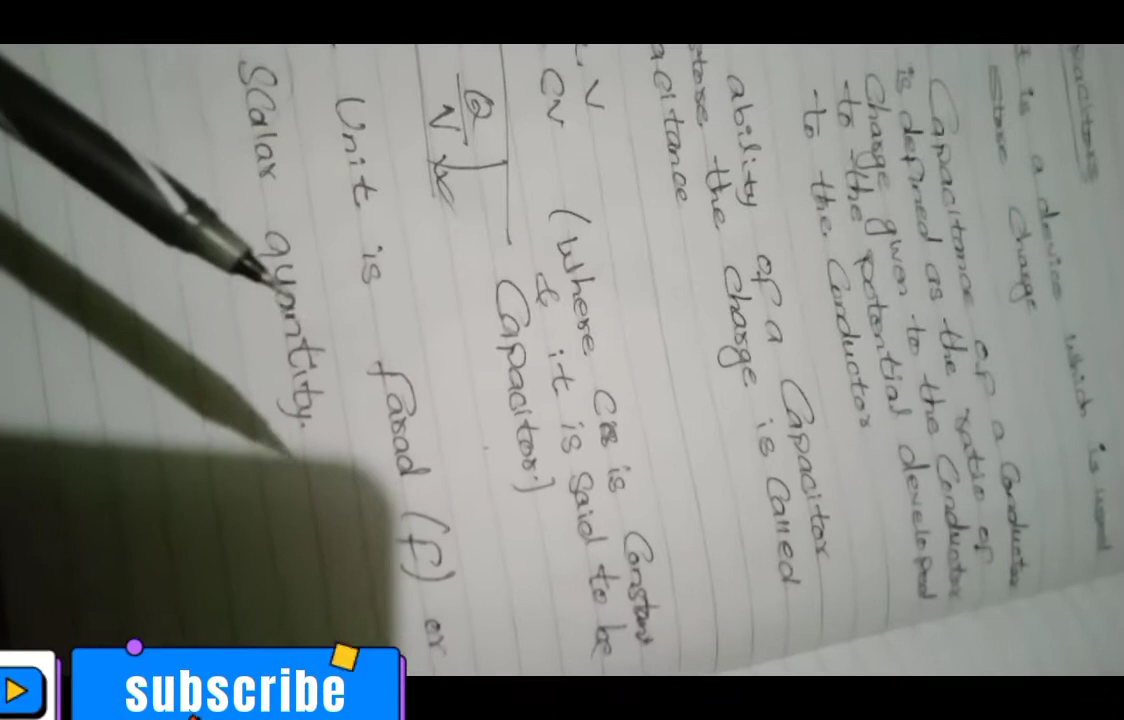 pacitors
It is a device which is used
store charge
Capacitance of a conductor
is defined as the ratio of
charge given to the conductor
to the potential developed
to the conductor
ability of a Capacitor
store the charge is called
acitance
V
CV (where C is Constant
& it is said to be
Capacitor.]
Q
V
Unit is farad (f) or
Scalar quantity.
subscribe